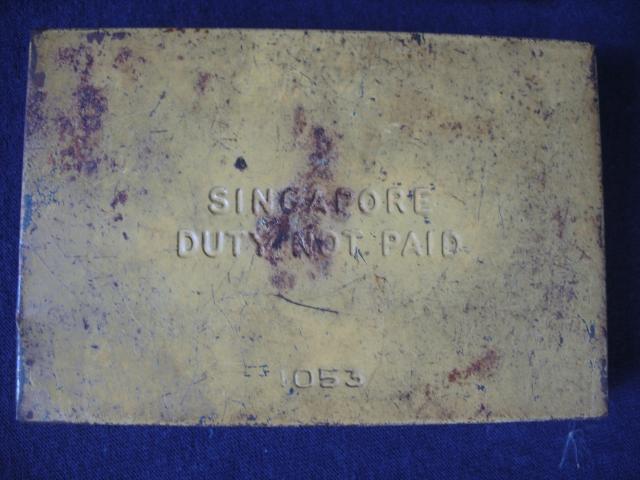 SINGAPORE
DUTY NOT PAID
1053